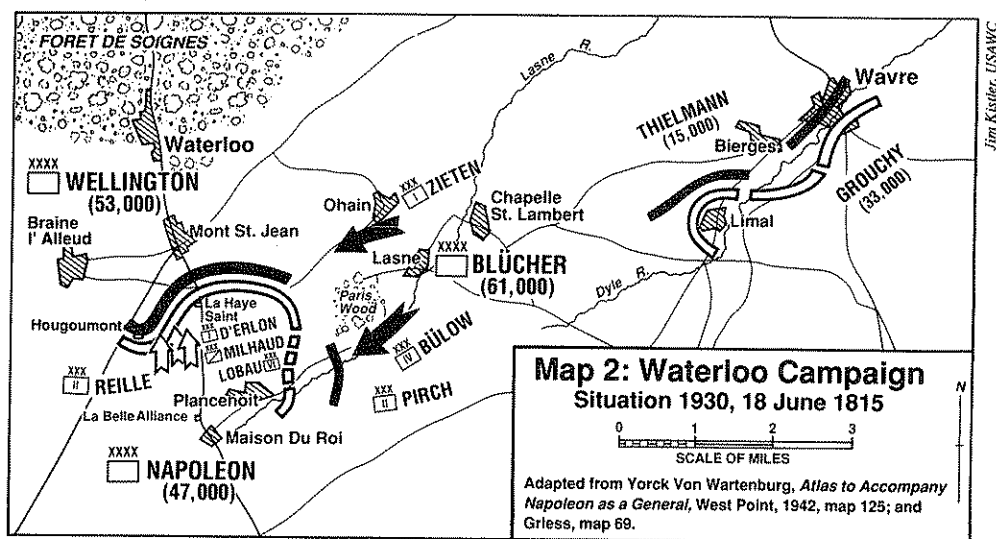 FORET DE SOIGNES
Waterloo
XXXX
WELLINGTON
(53,000)
Braine
l' Alleud
Mont St. Jean
Hougoumont
La Haye
Saint
XXX
I
D'ERLON
XXX
MILHAUD
LOBAU
XXX
VI
XXX
II
REILLE
Plancenoit
La Belle Alliance
Maison Du Roi
XXXX
NAPOLEON
(47,000)
Ohain
XXX
I
ZIETEN
Lasne R.
Chapelle
St. Lambert
Lasne
XXXX
BLÜCHER
(61,000)
Paris
Wood
XXX
IV
BÜLOW
XXX
II
PIRCH
THIELMANN
(15,000)
Bierges
Wavre
GROUCHY
(33,000)
Limal
Dyle R.
Jim Kistler, USAWC
Map 2: Waterloo Campaign
Situation 1930, 18 June 1815
N
0 1 2 3
SCALE OF MILES
Adapted from Yorck Von Wartenburg, Atlas to Accompany
Napoleon as a General, West Point, 1942, map 125; and
Griess, map 69.